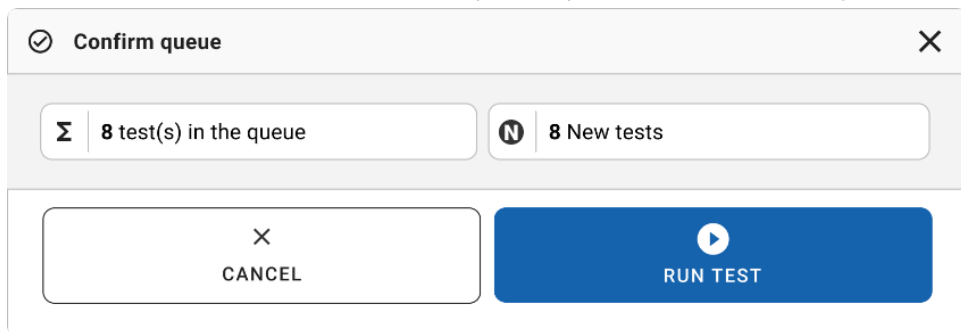 Confirm queue
Σ 8 test(s) in the queue
N 8 New tests
CANCEL
RUN TEST